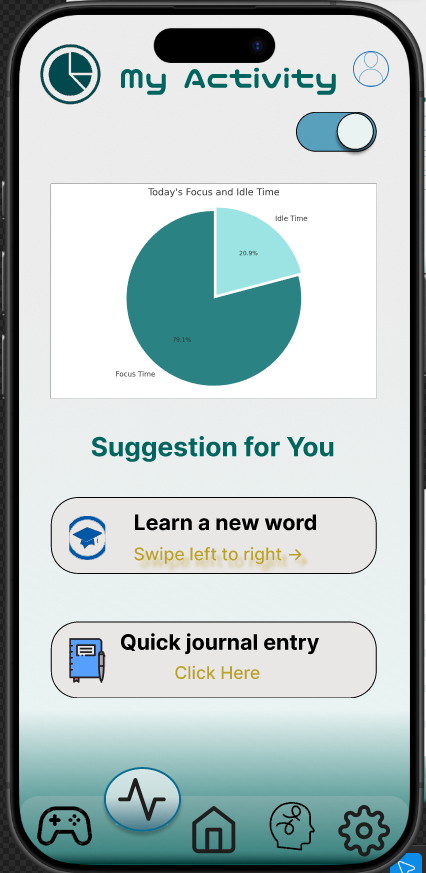 My Activity
Today's Focus and Idle Time
Idle Time
20.9%
79.1%
Focus Time
Suggestion for You
Learn a new word
Swipe left to right →
Quick journal entry
Click Here